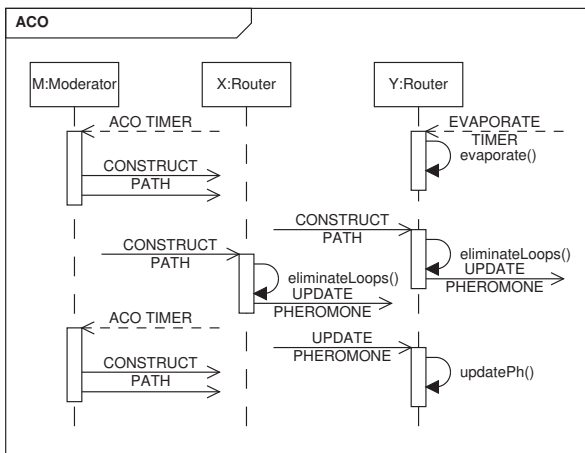 ACO
M:Moderator
X:Router
Y:Router
ACO TIMER
EVAPORATE
TIMER
evaporate()
CONSTRUCT
PATH
CONSTRUCT
PATH
CONSTRUCT
PATH
eliminateLoops()
UPDATE
PHEROMONE
eliminateLoops()
UPDATE
PHEROMONE
ACO TIMER
UPDATE
PHEROMONE
CONSTRUCT
PATH
updatePh()